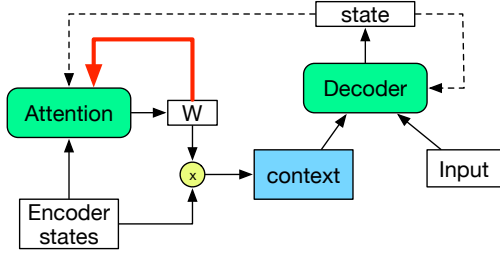 state
Attention
W
Decoder
x
context
Input
Encoder
states